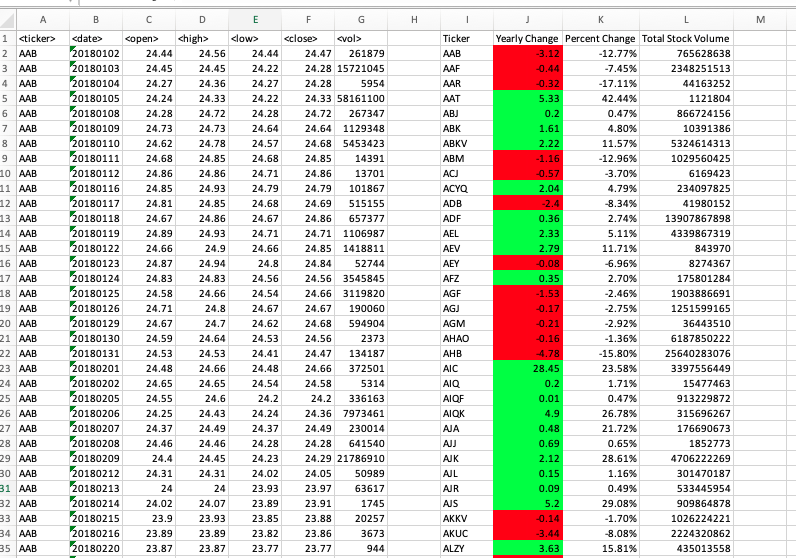 A B C D E F G H I J K L M
1 <ticker> <date> <open> <high> <low> <close> <vol> Ticker Yearly Change Percent Change Total Stock Volume
2 AAB 20180102 24.44 24.56 24.44 24.47 261879 AAB -3.12 -12.77% 765628638
3 AAB 20180103 24.45 24.45 24.22 24.28 15721045 AAF -0.44 -7.45% 2348251513
4 AAB 20180104 24.27 24.36 24.27 24.28 5954 AAR -0.32 -17.11% 44163252
5 AAB 20180105 24.24 24.33 24.22 24.33 58161100 AAT 5.33 42.44% 1121804
6 AAB 20180108 24.28 24.72 24.28 24.72 267347 ABJ 0.2 0.47% 866724156
7 AAB 20180109 24.73 24.73 24.64 24.64 1129348 ABK 1.61 4.80% 10391386
8 AAB 20180110 24.62 24.78 24.57 24.68 5453423 ABKV 2.22 11.57% 5324614313
9 AAB 20180111 24.68 24.85 24.68 24.85 14391 ABM -1.16 -12.96% 1029560425
10 AAB 20180112 24.86 24.86 24.71 24.86 13701 ACJ -0.57 -3.70% 6169423
11 AAB 20180116 24.85 24.93 24.79 24.79 101867 ACYQ 2.04 4.79% 234097825
12 AAB 20180117 24.81 24.85 24.68 24.69 515155 ADB -2.4 -8.34% 41980152
13 AAB 20180118 24.67 24.86 24.67 24.86 657377 ADF 0.36 2.74% 13907867898
14 AAB 20180119 24.89 24.93 24.71 24.71 1106987 AEL 2.33 5.11% 4339867319
15 AAB 20180122 24.66 24.9 24.66 24.85 1418811 AEV 2.79 11.71% 843970
16 AAB 20180123 24.87 24.94 24.8 24.84 52744 AEY -0.08 -6.96% 8274367
17 AAB 20180124 24.83 24.83 24.56 24.56 3545845 AFZ 0.35 2.70% 175801284
18 AAB 20180125 24.58 24.66 24.54 24.66 3119820 AGF -1.53 -2.46% 1903886691
19 AAB 20180126 24.71 24.8 24.67 24.67 190060 AGJ -0.17 -2.75% 1251599165
20 AAB 20180129 24.67 24.7 24.62 24.68 594904 AGM -0.21 -2.92% 36443510
21 AAB 20180130 24.59 24.64 24.53 24.56 2373 AHAO -0.16 -1.36% 6187850222
22 AAB 20180131 24.53 24.53 24.41 24.47 134187 AHB -4.78 -15.80% 25640283076
23 AAB 20180201 24.48 24.66 24.48 24.66 372501 AIC 28.45 23.58% 3397556449
24 AAB 20180202 24.65 24.65 24.54 24.58 5314 AIQ 0.2 1.71% 15477463
25 AAB 20180205 24.55 24.6 24.2 24.2 336163 AIQF 0.01 0.47% 913229872
26 AAB 20180206 24.25 24.43 24.24 24.36 7973461 AIQK 4.9 26.78% 315696267
27 AAB 20180207 24.37 24.49 24.37 24.49 230014 AJA 0.48 21.72% 176690673
28 AAB 20180208 24.46 24.46 24.28 24.28 641540 AJJ 0.69 0.65% 1852773
29 AAB 20180209 24.4 24.45 24.23 24.29 21786910 AJK 2.12 28.61% 4706222269
30 AAB 20180212 24.31 24.31 24.02 24.05 50989 AJL 0.15 1.16% 301470187
31 AAB 20180213 24 24 23.93 23.97 63617 AJR 0.09 0.49% 533445954
32 AAB 20180214 24.02 24.07 23.89 23.91 1745 AJS 5.2 29.08% 909864878
33 AAB 20180215 23.9 23.93 23.85 23.88 20257 AKKV -0.14 -1.70% 1026224221
34 AAB 20180216 23.89 23.89 23.82 23.86 3673 AKUC -3.44 -8.08% 2224320862
35 AAB 20180220 23.87 23.87 23.77 23.77 944 ALZY 3.63 15.81% 435013558